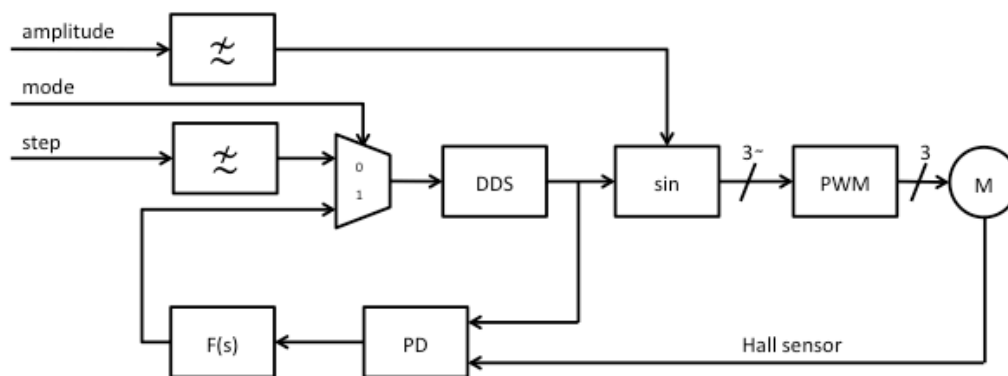 amplitude
mode
step
0
1
DDS
sin
3~
PWM
3
M
F(s)
PD
Hall sensor